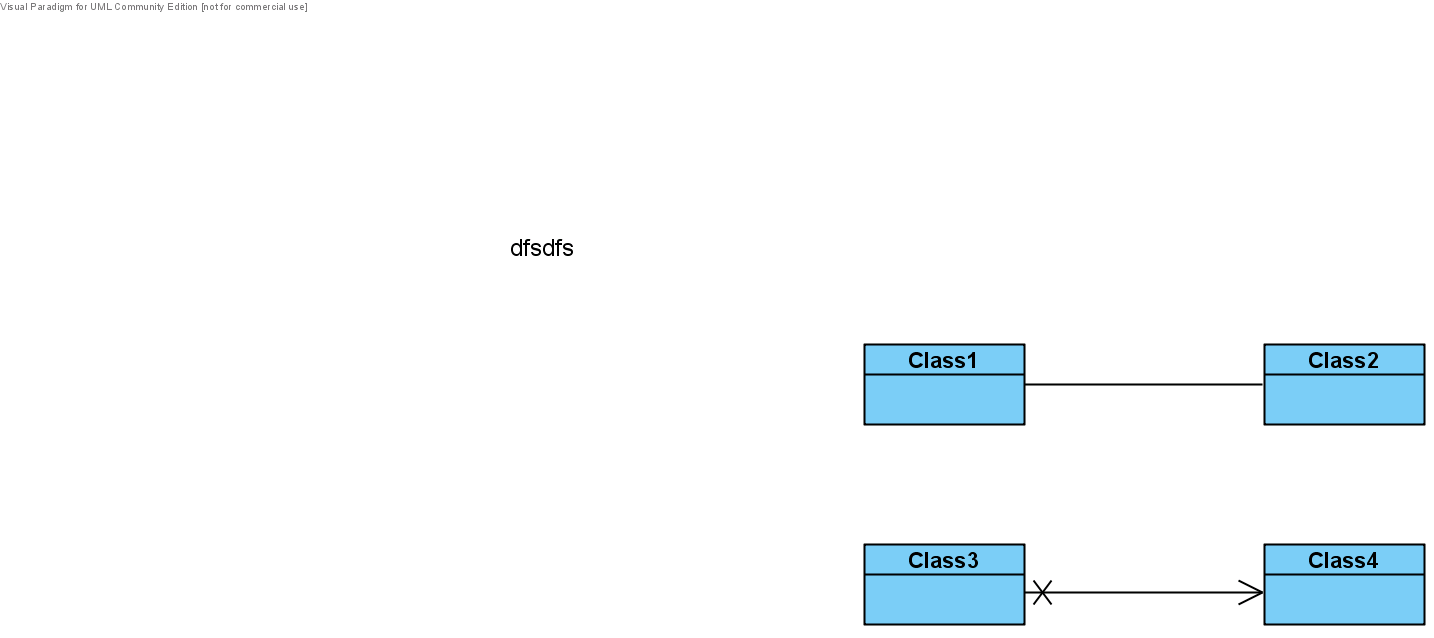 Visual Paradigm for UML Community Edition [not for commercial use]
dfsdfs
Class1
Class2
Class3
Class4